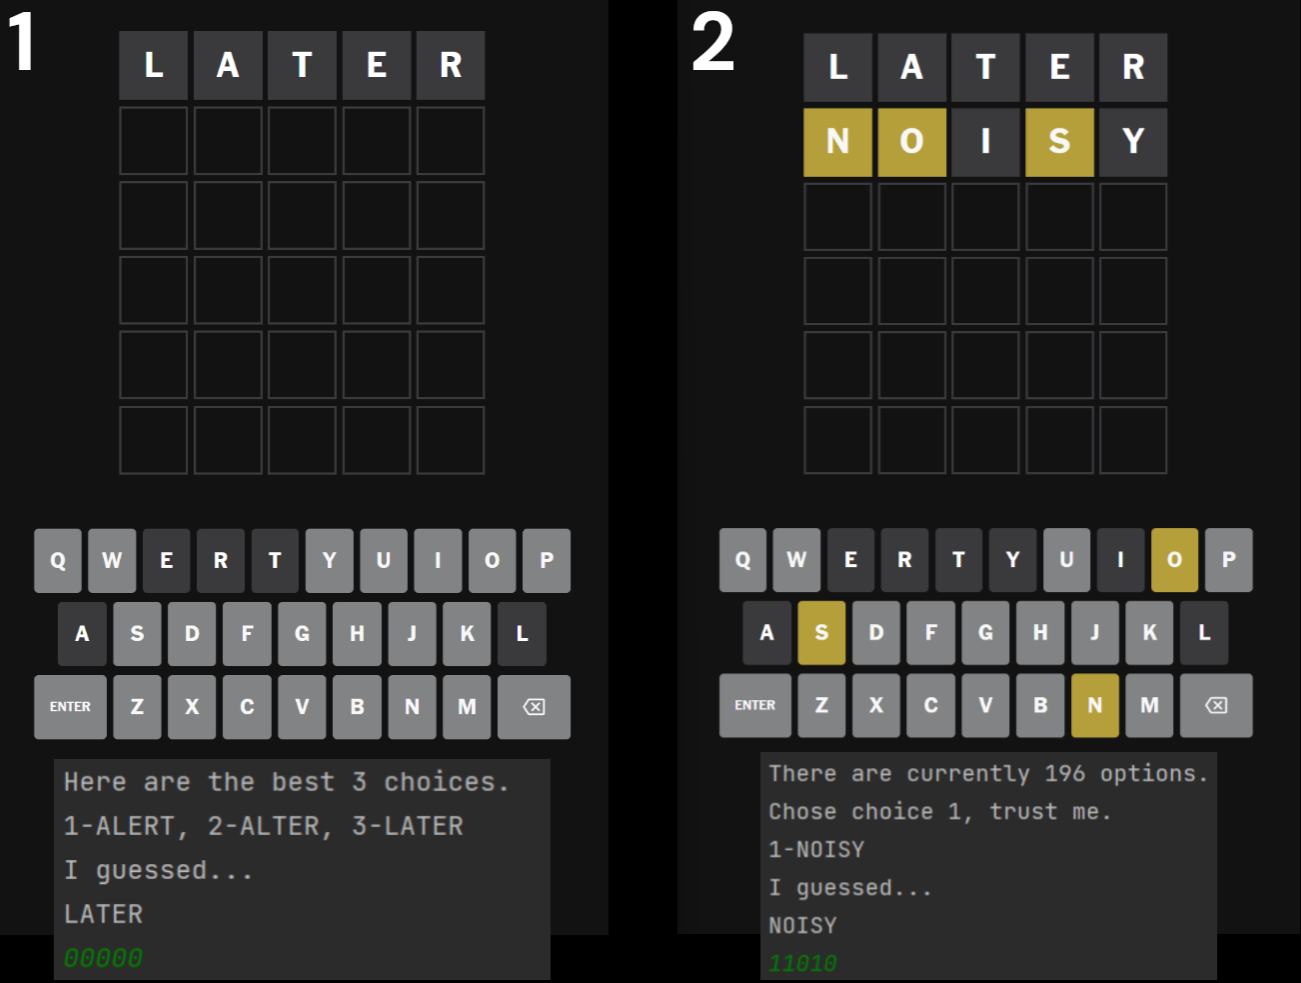 1
L A T E R
Q W E R T Y U I O P
A S D F G H J K L
ENTER Z X C V B N M
Here are the best 3 choices.
1-ALERT, 2-ALTER, 3-LATER
I guessed...
LATER
00000
2
L A T E R
N O I S Y
Q W E R T Y U I O P
A S D F G H J K L
ENTER Z X C V B N M
There are currently 196 options.
Chose choice 1, trust me.
1-NOISY
I guessed...
NOISY
11010